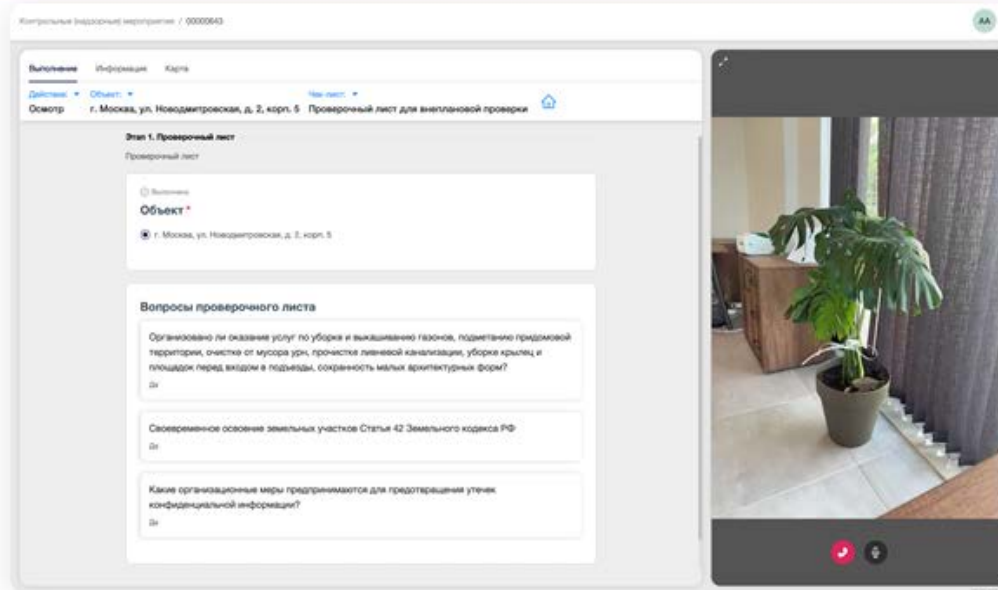 Контрольные (надзорные) мероприятия / 00000643
АА
Выполнение Информация Карта
Действие: Объект: Чек-лист:
Осмотр г. Москва, ул. Новодмитровская, д. 2, корп. 5 Проверочный лист для внеплановой проверки
Этап 1. Проверочный лист
Проверочный лист
Выполнено
Объект *
г. Москва, ул. Новодмитровская, д. 2, корп. 5
Вопросы проверочного листа
Организовано ли оказание услуг по уборке и выкашиванию газонов, подметанию придомовой
территории, очистке от мусора урн, прочистке ливневой канализации, уборке крылец и
площадок перед входом в подъезды, сохранность малых архитектурных форм?
Да
Своевременное освоение земельных участков Статья 42 Земельного кодекса РФ
Да
Какие организационные меры предпринимаются для предотвращения утечек
конфиденциальной информации?
Да